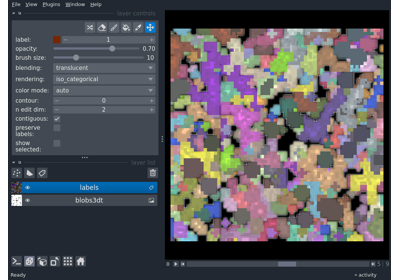 File View Plugins Window Help
layer controls
label: 1
opacity: 0.70
brush size: 10
blending: translucent
rendering: iso_categorical
color mode: auto
contour: 0
n edit dim: 2
contiguous:
preserve
labels:
show
selected:
layer list
labels
blobs3dt
Ready
activity